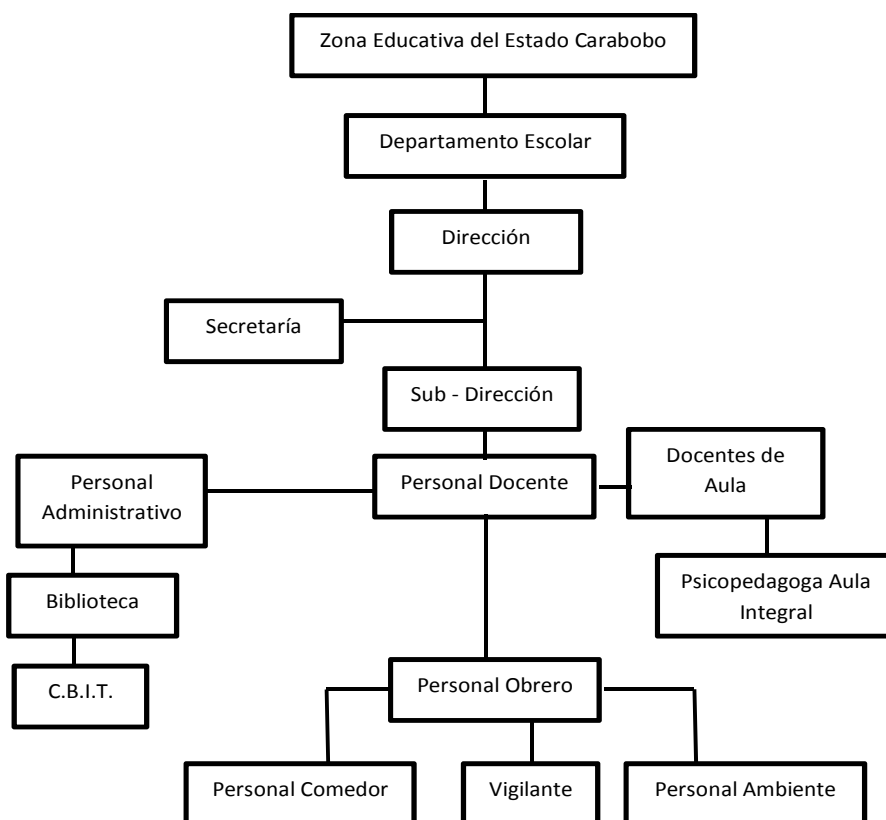 Zona Educativa del Estado Carabobo
Departamento Escolar
Dirección
Secretaría
Sub - Dirección
Personal
Administrativo
Personal Docente
Docentes de
Aula
Biblioteca
Psicopedagoga Aula
Integral
C.B.I.T.
Personal Obrero
Personal Comedor
Vigilante
Personal Ambiente